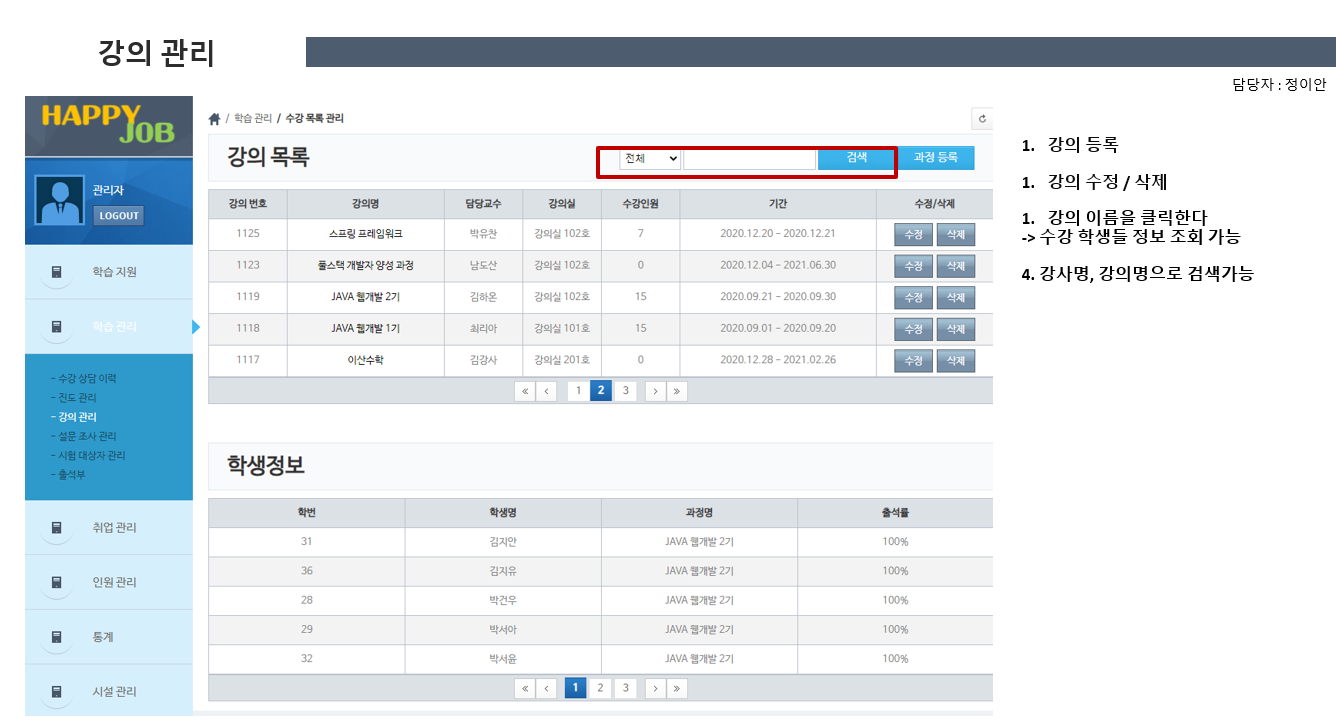 강의 관리
담당자 : 정이안
HAPPY
JOB
관리자
LOGOUT
학습 지원
학습 관리
- 수강 상담 이력
- 진도 관리
- 강의 관리
- 설문 조사 관리
- 시험 대상자 관리
- 출석부
취업 관리
인원 관리
통계
시설 관리
/ 학습 관리 / 수강 목록 관리
강의 목록
전체 검색 과정 등록
강의 번호 강의명 담당교수 강의실 수강인원 기간 수정/삭제
1125 스프링 프레임워크 박유찬 강의실 102호 7 2020.12.20 - 2020.12.21 수정 삭제
1123 풀스택 개발자 양성 과정 남도산 강의실 102호 0 2020.12.04 - 2021.06.30 수정 삭제
1119 JAVA 웹개발 2기 김하온 강의실 102호 15 2020.09.21 - 2020.09.30 수정 삭제
1118 JAVA 웹개발 1기 최리아 강의실 101호 15 2020.09.01 - 2020.09.20 수정 삭제
1117 이산수학 김강사 강의실 201호 0 2020.12.28 - 2021.02.26 수정 삭제
« ‹ 1 2 3 › »
학생정보
학번 학생명 과정명 출석률
31 김지안 JAVA 웹개발 2기 100%
36 김지유 JAVA 웹개발 2기 100%
28 박건우 JAVA 웹개발 2기 100%
29 박서아 JAVA 웹개발 2기 100%
32 박서윤 JAVA 웹개발 2기 100%
« ‹ 1 2 3 › »
1. 강의 등록
1. 강의 수정 / 삭제
1. 강의 이름을 클릭한다
-> 수강 학생들 정보 조회 가능
4. 강사명, 강의명으로 검색가능